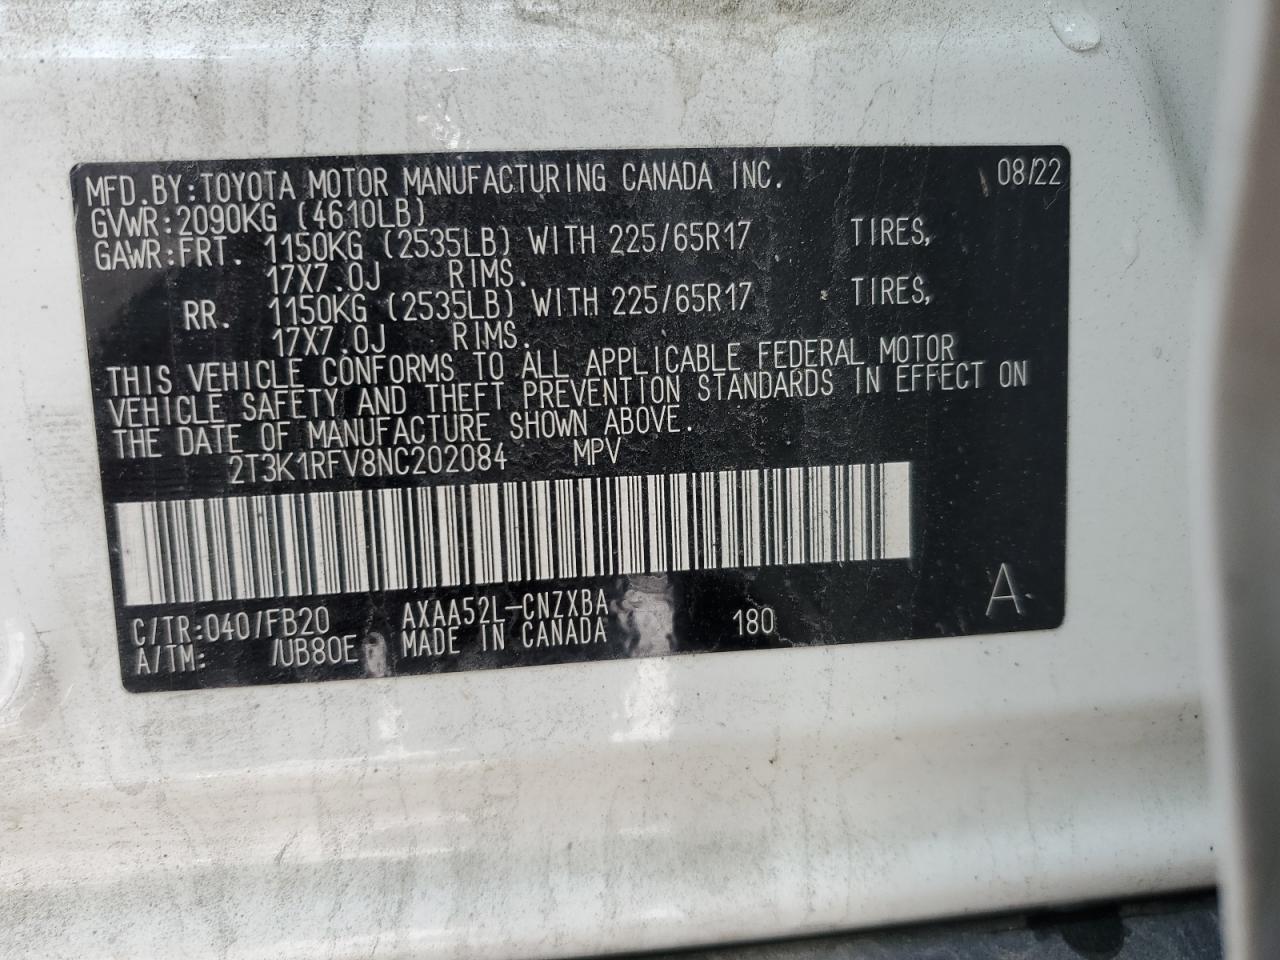 MFD.BY:TOYOTA MOTOR MANUFACTURING CANADA INC. 08/22
GVWR:2090KG (4610LB)
GAWR:FRT. 1150KG (2535LB) WITH 225/65R17 TIRES,
17X7.0J RIMS.
RR. 1150KG (2535LB) WITH 225/65R17 TIRES,
17X7.0J RIMS.
THIS VEHICLE CONFORMS TO ALL APPLICABLE FEDERAL MOTOR
VEHICLE SAFETY AND THEFT PREVENTION STANDARDS IN EFFECT ON
THE DATE OF MANUFACTURE SHOWN ABOVE.
2T3K1RFV8NC202084 MPV
A
C/TR:040/FB20 AXAA52L-CNZXBA 180
A/TM: /UB80E MADE IN CANADA